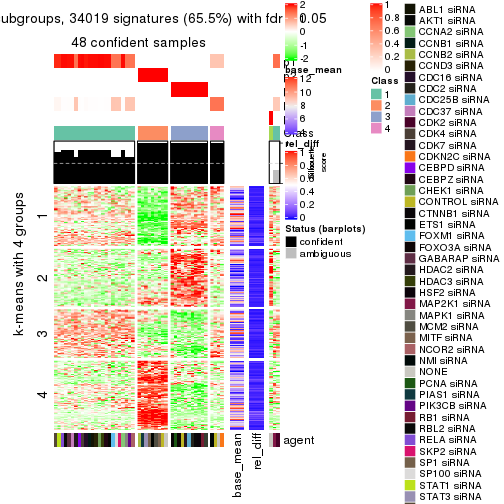 ubgroups, 34019 signatures (65.5%) with fdr
0.05
48 confident samples
k-means with 4 groups
1
2
3
4
base_mean
rel_diff
agent
2
1
0
-1
-2
base_mean
12
10
8
6
rel_diff
1
0.8
0.6
0.4
0.2
0
Class
Silhouette
score
Status (barplots)
confident
ambiguous
1
0.8
0.6
0.4
0.2
0
Class
1
2
3
4
ABL1 siRNA
AKT1 siRNA
CCNA2 siRNA
CCNB1 siRNA
CCNB2 siRNA
CCND3 siRNA
CDC16 siRNA
CDC2 siRNA
CDC25B siRNA
CDC37 siRNA
CDK2 siRNA
CDK4 siRNA
CDK7 siRNA
CDKN2C siRNA
CEBPD siRNA
CEBPZ siRNA
CHEK1 siRNA
CONTROL siRNA
CTNNB1 siRNA
ETS1 siRNA
FOXM1 siRNA
FOXO3A siRNA
GABARAP siRNA
HDAC2 siRNA
HDAC3 siRNA
HSF2 siRNA
MAP2K1 siRNA
MAPK1 siRNA
MCM2 siRNA
MITF siRNA
NCOR2 siRNA
NMI siRNA
NONE
PCNA siRNA
PIAS1 siRNA
PIK3CB siRNA
RB1 siRNA
RBL2 siRNA
RELA siRNA
SKP2 siRNA
SP1 siRNA
SP100 siRNA
STAT1 siRNA
STAT3 siRNA